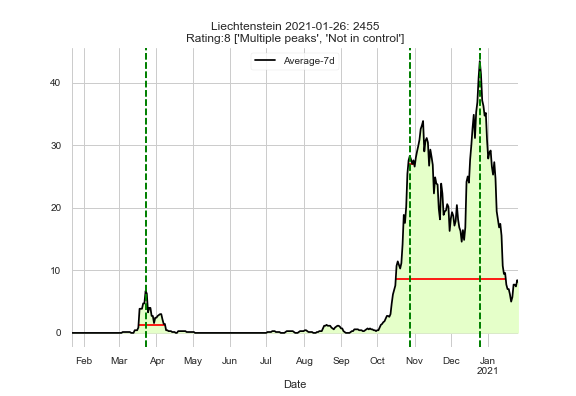 Liechtenstein 2021-01-26: 2455
Rating:8 ['Multiple peaks', 'Not in control']
Average-7d
40
30
20
10
0
Feb Mar Apr May Jun Jul Aug Sep Oct Nov Dec Jan
2021
Date